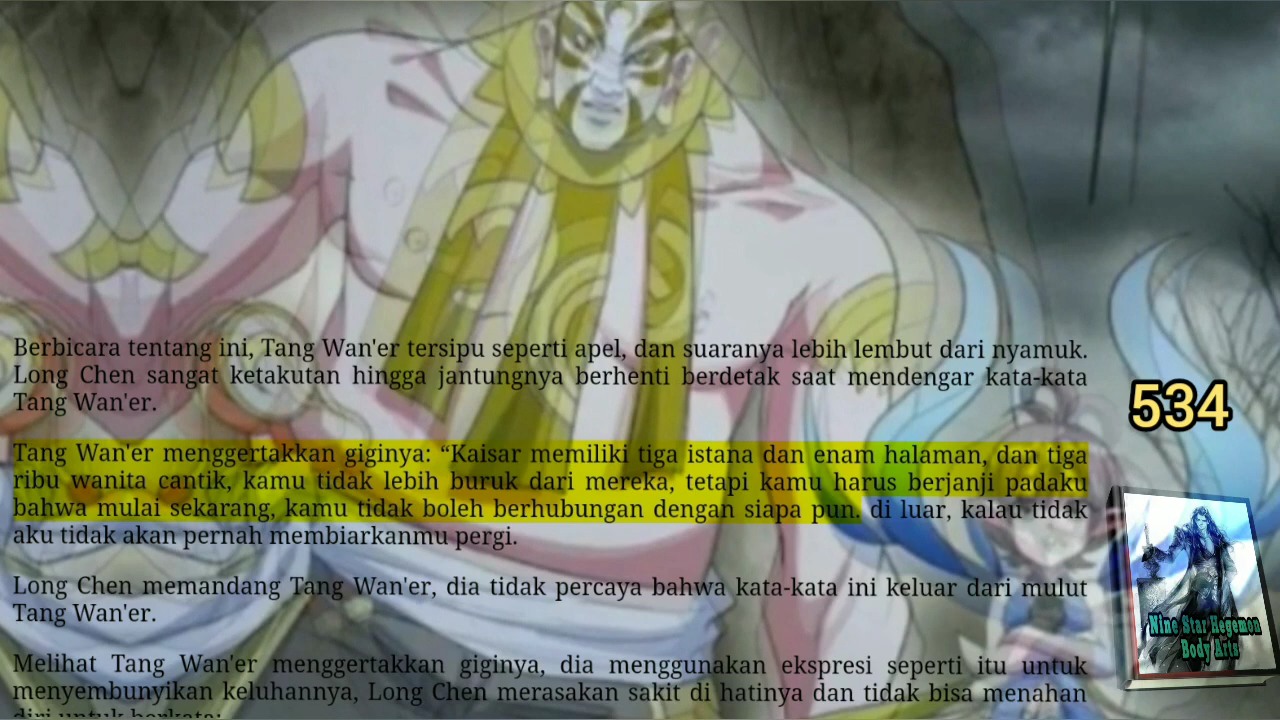 Berbicara tentang ini, Tang Wan'er tersipu seperti apel, dan suaranya lebih lembut dari nyamuk.
Long Chen sangat ketakutan hingga jantungnya berhenti berdetak saat mendengar kata-kata
Tang Wan'er.
534
Tang Wan'er menggertakkan giginya: “Kaisar memiliki tiga istana dan enam halaman, dan tiga
ribu wanita cantik, kamu tidak lebih buruk dari mereka, tetapi kamu harus berjanji padaku
bahwa mulai sekarang, kamu tidak boleh berhubungan dengan siapa pun. di luar, kalau tidak
aku tidak akan pernah membiarkanmu pergi.
Long Chen memandang Tang Wan'er, dia tidak percaya bahwa kata-kata ini keluar dari mulut
Tang Wan'er.
Nine Star Hegemon
Body Arts
Melihat Tang Wan'er menggertakkan giginya, dia menggunakan ekspresi seperti itu untuk
menyembunyikan keluhannya, Long Chen merasakan sakit di hatinya dan tidak bisa menahan
diri untuk berkata: